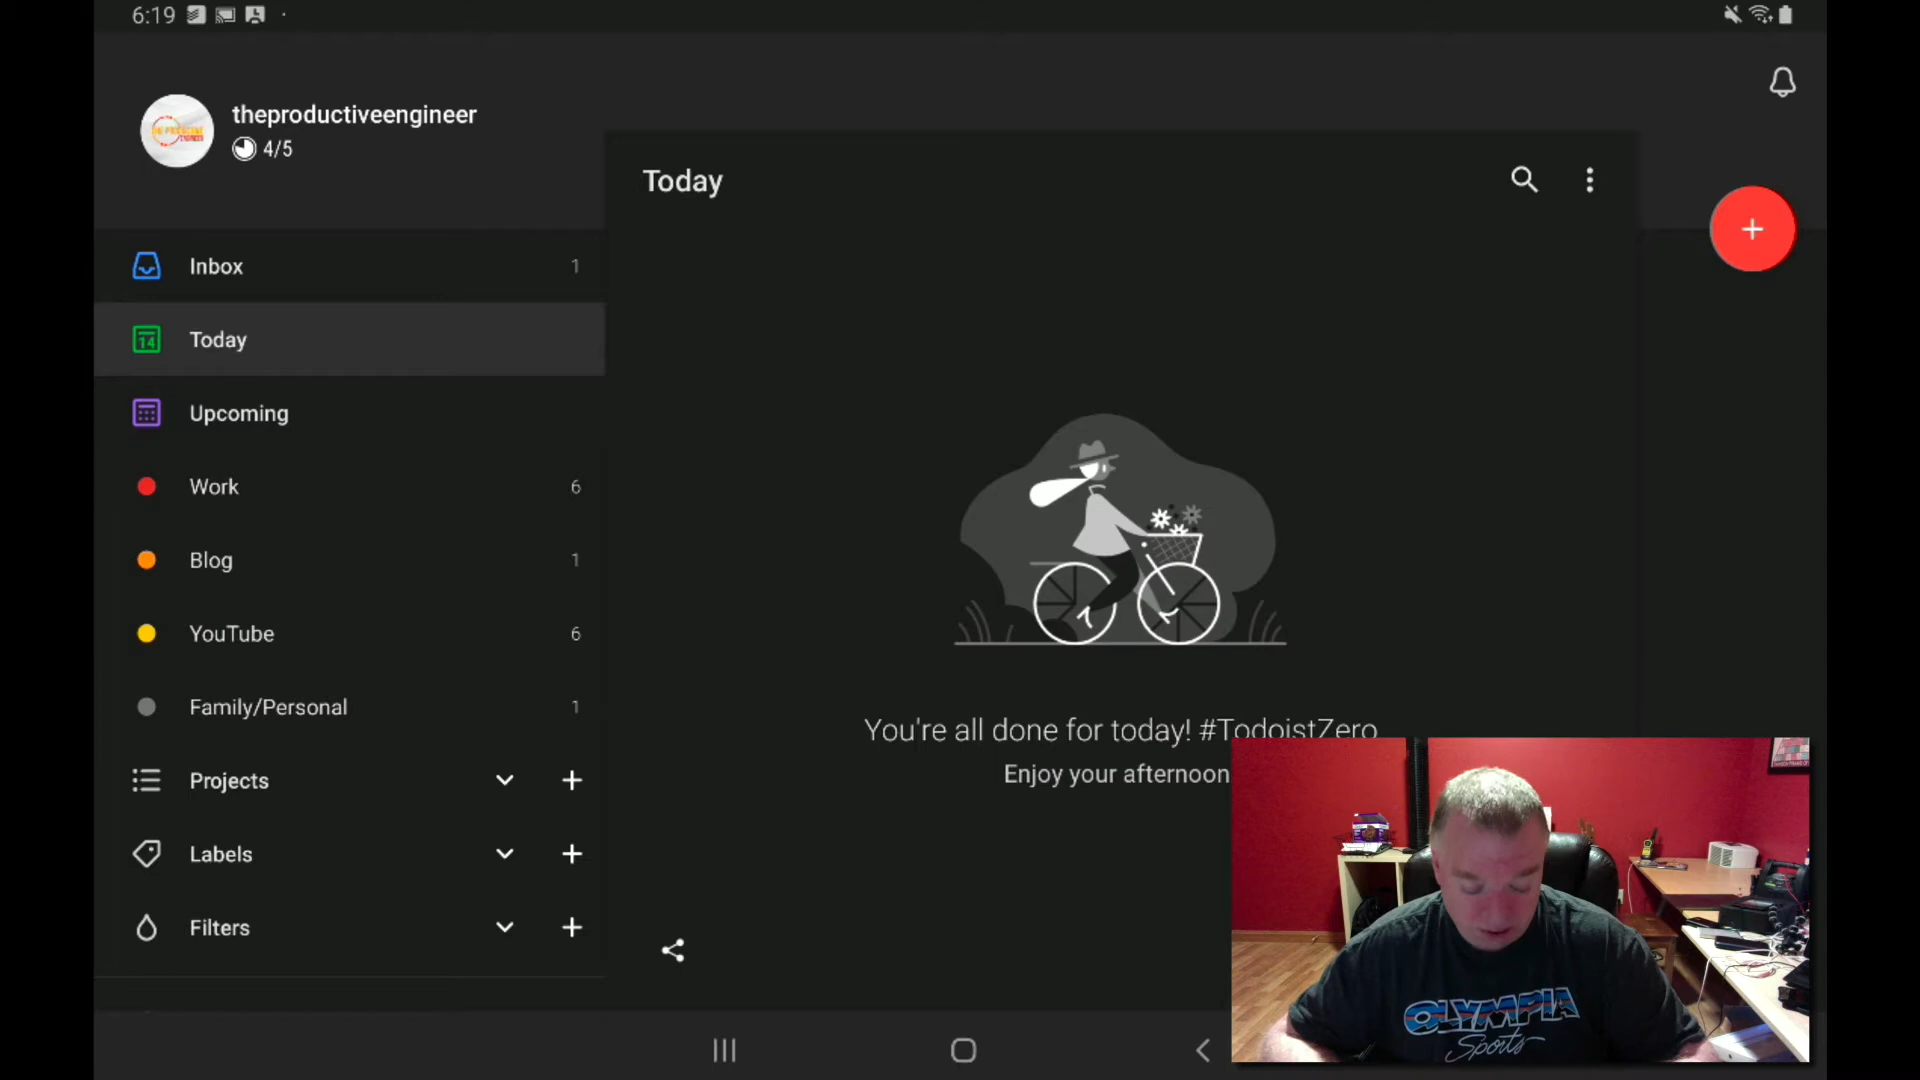 6:19
theproductiveengineer
4/5
Today
Inbox 1
14 Today
Upcoming
Work 6
Blog 1
YouTube 6
Family/Personal 1
Projects
Labels
Filters
You're all done for today! #TodoistZero
Enjoy your afternoon
OLYMPIA
Sports